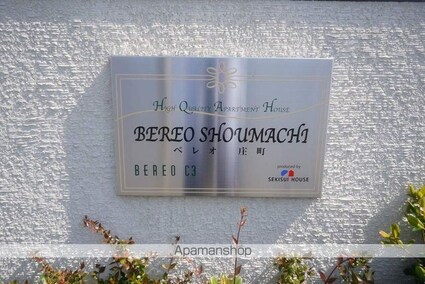 High Quality Apartment House
BEREO SHOUMACHI
ベレオ庄町
BEREO C3
produced by
SEKISUI HOUSE
Apamanshop